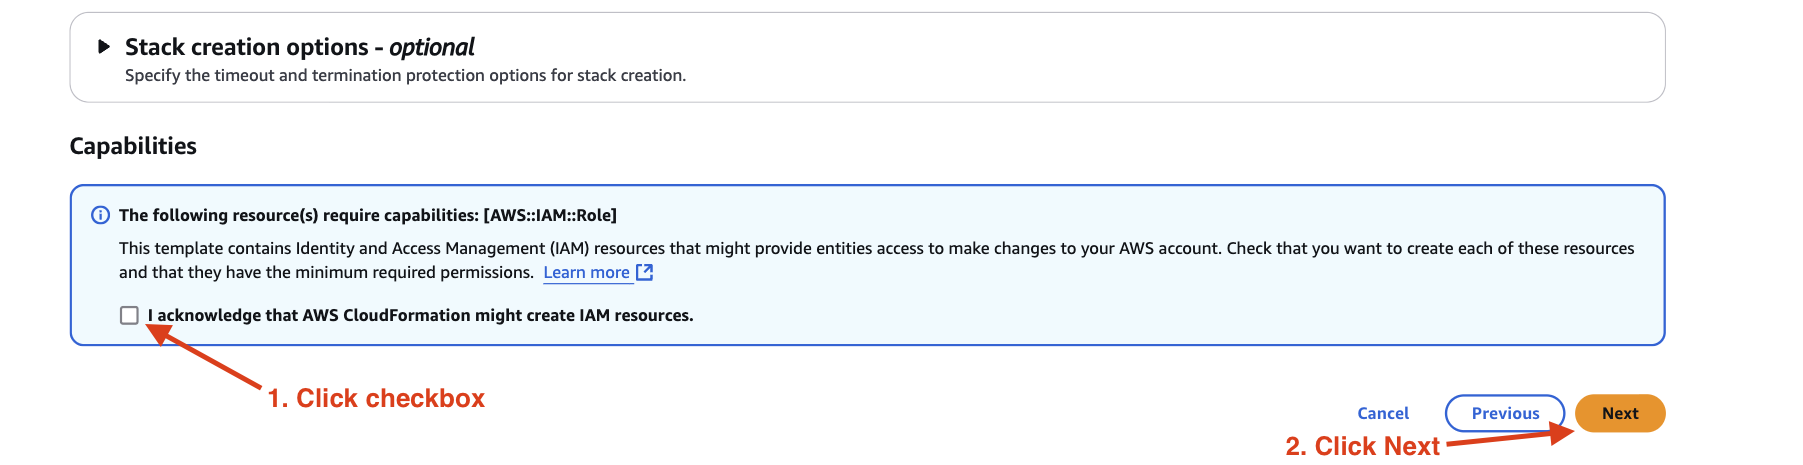 Stack creation options - optional
Specify the timeout and termination protection options for stack creation.
Capabilities
The following resource(s) require capabilities: [AWS::IAM::Role]
This template contains Identity and Access Management (IAM) resources that might provide entities access to make changes to your AWS account. Check that you want to create each of these resources
and that they have the minimum required permissions. Learn more
I acknowledge that AWS CloudFormation might create IAM resources.
1. Click checkbox
Cancel Previous Next
2. Click Next